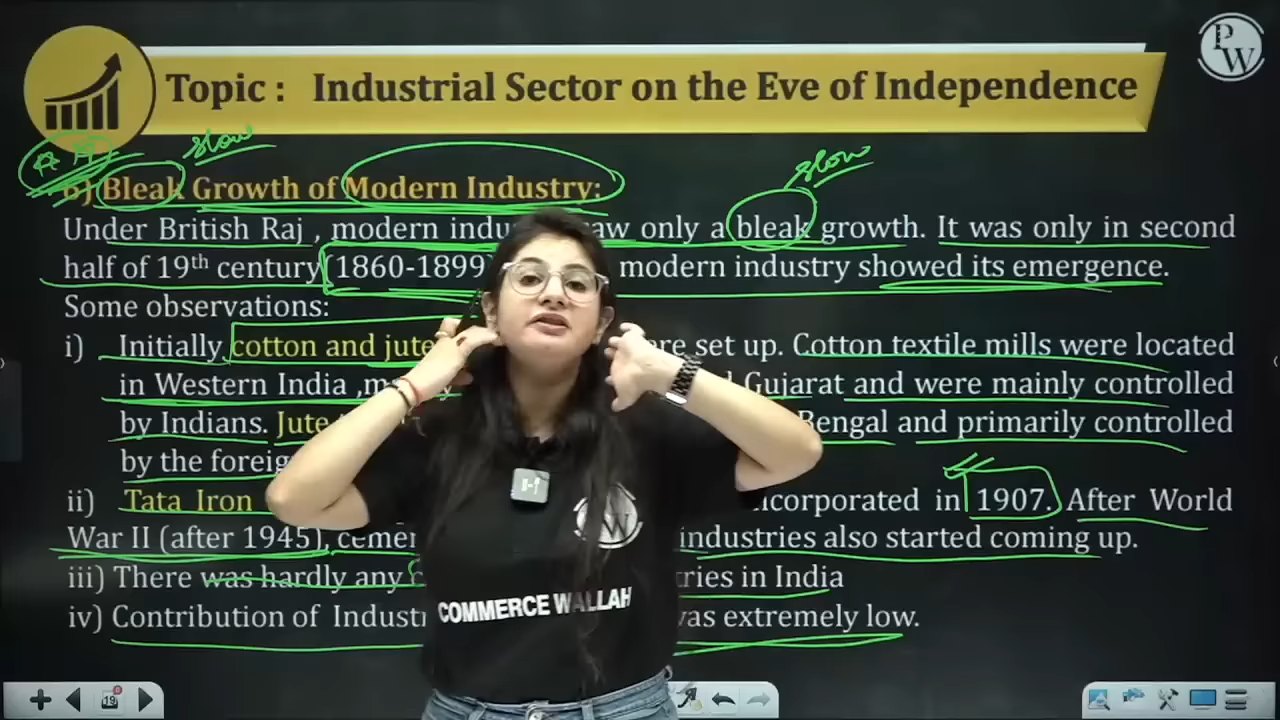 PW
Topic : Industrial Sector on the Eve of Independence
slow
slow
b) Bleak Growth of Modern Industry:
Under British Raj , modern indu aw only a bleak growth. It was only in second
half of 19th century (1860-1899) modern industry showed its emergence.
Some observations:
i) Initially, cotton and jute re set up. Cotton textile mills were located
in Western India , Gujarat and were mainly controlled
by Indians. Jute Bengal and primarily controlled
by the foreig
ii) Tata Iron ncorporated in 1907. After World
War II (after 1945), cemen industries also started coming up.
iii) There was hardly any tries in India
iv) Contribution of Industr was extremely low.
PW
COMMERCE WALLAH
19